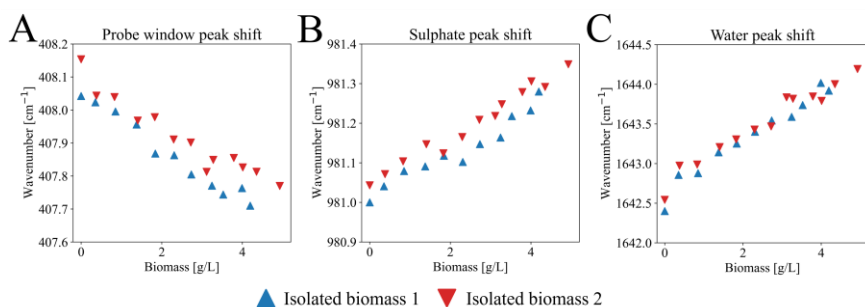 A Probe window peak shift
408.2
408.1
408.0
407.9
407.8
407.7
407.6
Wavenumber [cm⁻¹]
0 2 4
Biomass [g/L]
B Sulphate peak shift
981.4
981.3
981.2
981.1
981.0
980.9
Wavenumber [cm⁻¹]
0 2 4
Biomass [g/L]
C Water peak shift
1644.5
1644.0
1643.5
1643.0
1642.5
1642.0
Wavenumber [cm⁻¹]
0 2 4
Biomass [g/L]
Isolated biomass 1 Isolated biomass 2